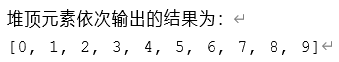 堆顶元素依次输出的结果为：
[0, 1, 2, 3, 4, 5, 6, 7, 8, 9]